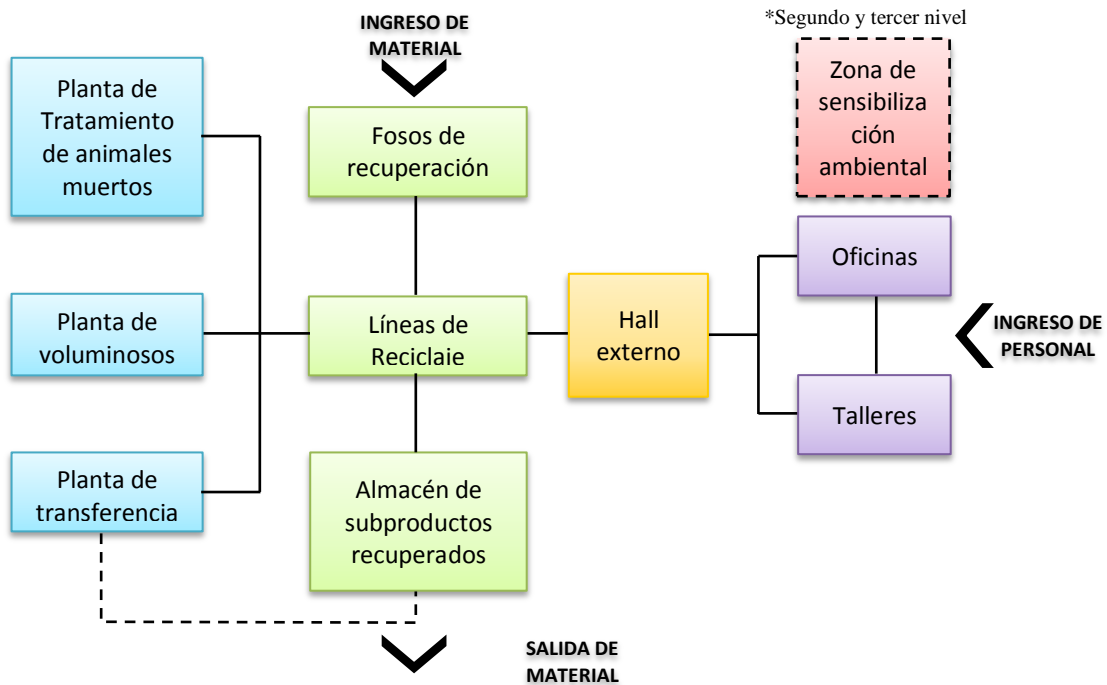 *Segundo y tercer nivel
INGRESO DE
MATERIAL
Zona de
sensibiliza
ción
ambiental
Planta de
Tratamiento
de animales
muertos
Fosos de
recuperación
Oficinas
Planta de
voluminosos
Líneas de
Reciclaie
Hall
externo
INGRESO DE
PERSONAL
Talleres
Planta de
transferencia
Almacén de
subproductos
recuperados
SALIDA DE
MATERIAL